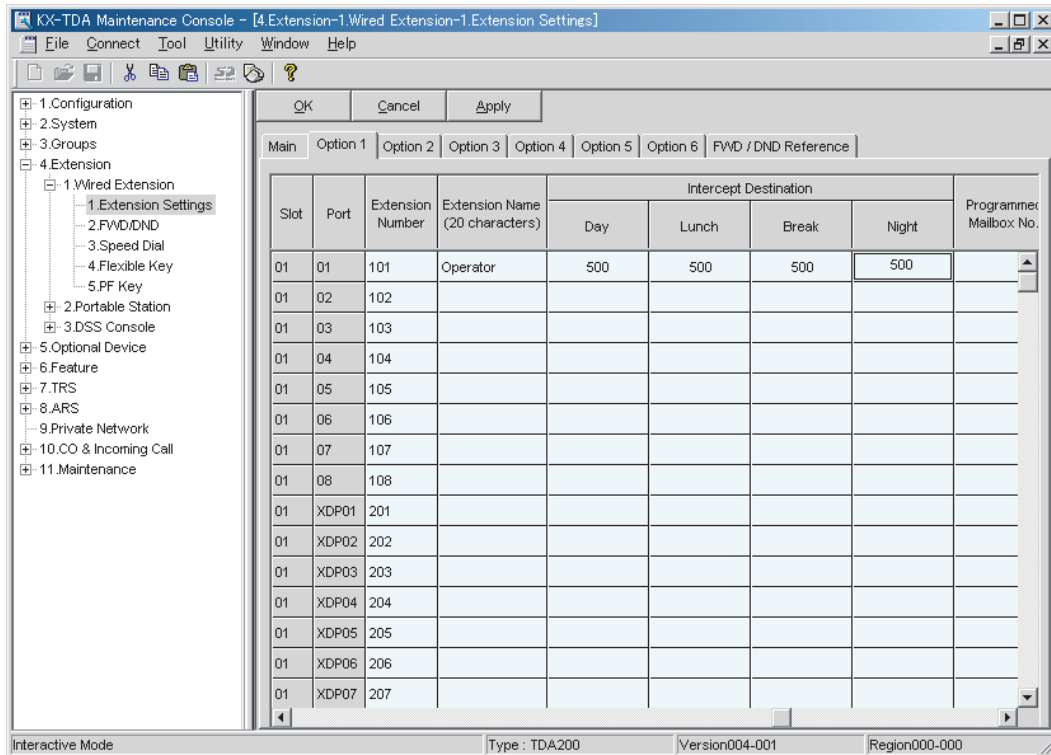 KX-TDA Maintenance Console - [4.Extension-1.Wired Extension-1.Extension Settings]
File Connect Tool Utility Window Help
1.Configuration
2.System
3.Groups
4.Extension
1.Wired Extension
1.Extension Settings
2.FWD/DND
3.Speed Dial
4.Flexible Key
5.PF Key
2.Portable Station
3.DSS Console
5.Optional Device
6.Feature
7.TRS
8.ARS
9.Private Network
10.CO & Incoming Call
11.Maintenance
OK Cancel Apply
Main Option 1 Option 2 Option 3 Option 4 Option 5 Option 6 FWD / DND Reference
Slot Port Extension Number Extension Name (20 characters) Intercept Destination Day Lunch Break Night Programmed Mailbox No.
01 01 101 Operator 500 500 500 500
01 02 102
01 03 103
01 04 104
01 05 105
01 06 106
01 07 107
01 08 108
01 XDP01 201
01 XDP02 202
01 XDP03 203
01 XDP04 204
01 XDP05 205
01 XDP06 206
01 XDP07 207
Interactive Mode Type : TDA200 Version004-001 Region000-000